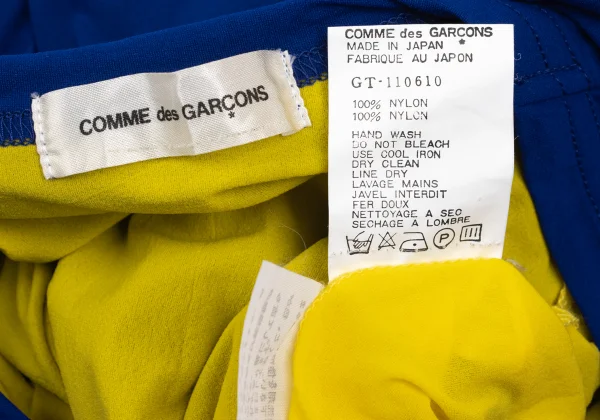 COMME des GARÇONS
COMME des GARCONS
MADE IN JAPAN
FABRIQUE AU JAPON
GT-110610
100% NYLON
100% NYLON
HAND WASH
DO NOT BLEACH
USE COOL IRON
DRY CLEAN
LINE DRY
LAVAGE MAINS
JAVEL INTERDIT
FER DOUX
NETTOYAGE A SEC
SECHAGE A LOMBRE
P